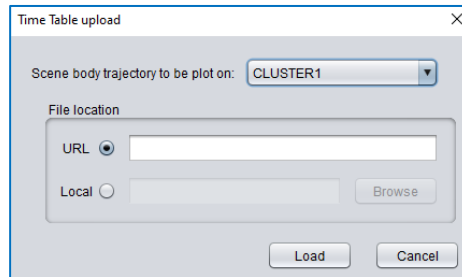 Time Table upload
Scene body trajectory to be plot on: CLUSTER1
File location
URL
Local Browse
Load Cancel